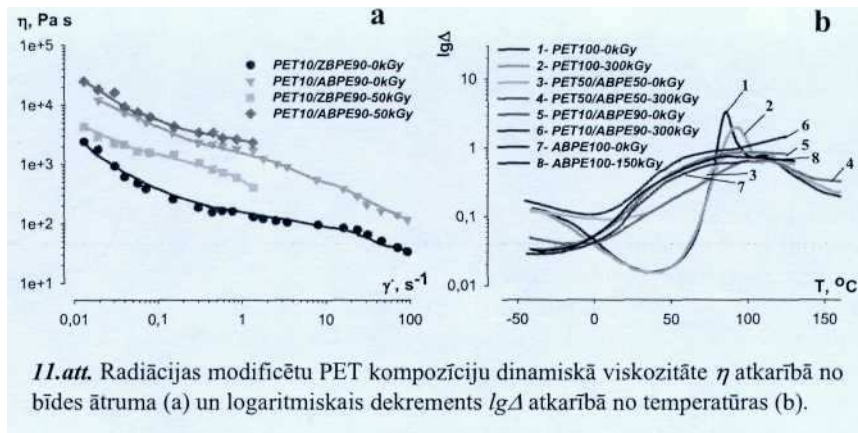 η, Pa s
a
1e+5
1e+4
1e+3
1e+2
1e+1
PET10/ZBPE90-0kGy
PET10/ABPE90-0kGy
PET10/ZBPE90-50kGy
PET10/ABPE90-50kGy
γ, s⁻¹
0,01
0,1
1
10
100
b
lgΔ
10
1
0,1
0,01
1- PET100-0kGy
2- PET100-300kGy
3- PET50/ABPE50-0kGy
4- PET50/ABPE50-300kGy
5- PET10/ABPE90-0kGy
6- PET10/ABPE90-300kGy
7- ABPE100-0kGy
8- ABPE100-150kGy
1
2
6
5
8
4
3
7
T, °C
-50
0
50
100
150
11.att. Radiācijas modificētu PET kompozīciju dinamiskā viskozitāte η atkarībā no
bīdes ātruma (a) un logaritmiskais dekrements lgΔ atkarībā no temperatūras (b).